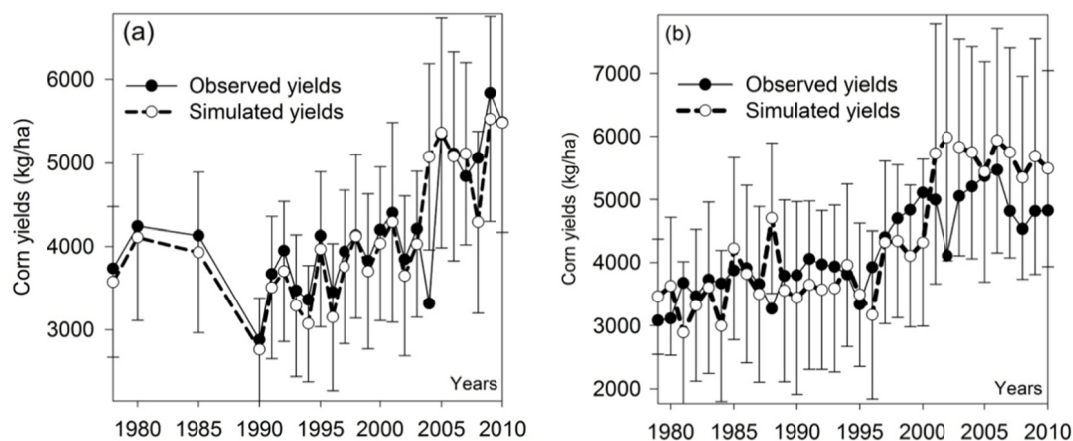 (a)
Observed yields
Simulated yields
Corn yields (kg/ha)
6000
5000
4000
3000
Years
1980 1985 1990 1995 2000 2005 2010
(b)
Observed yields
Simulated yields
Corn yields (kg/ha)
7000
6000
5000
4000
3000
2000
Years
1980 1985 1990 1995 2000 2005 2010